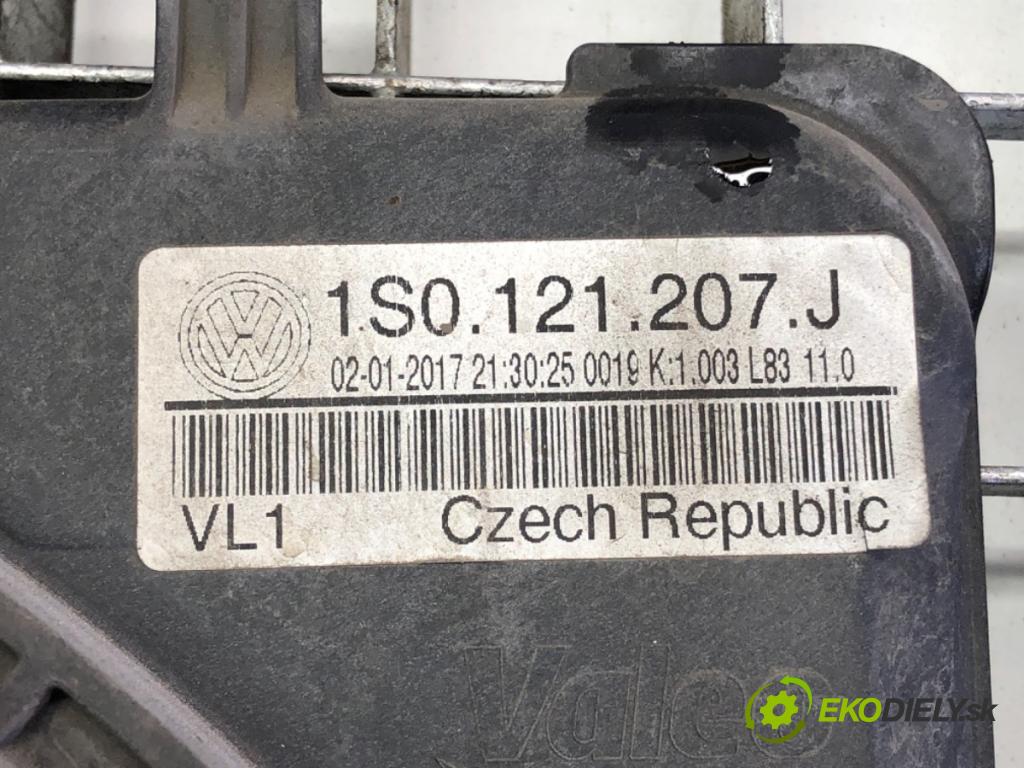 1S0.121.207.J
02-01-2017 21:30:25 0019 K:1.003 L83 11.0
VL1 Czech Republic
Valeo
EKODIELY.sk